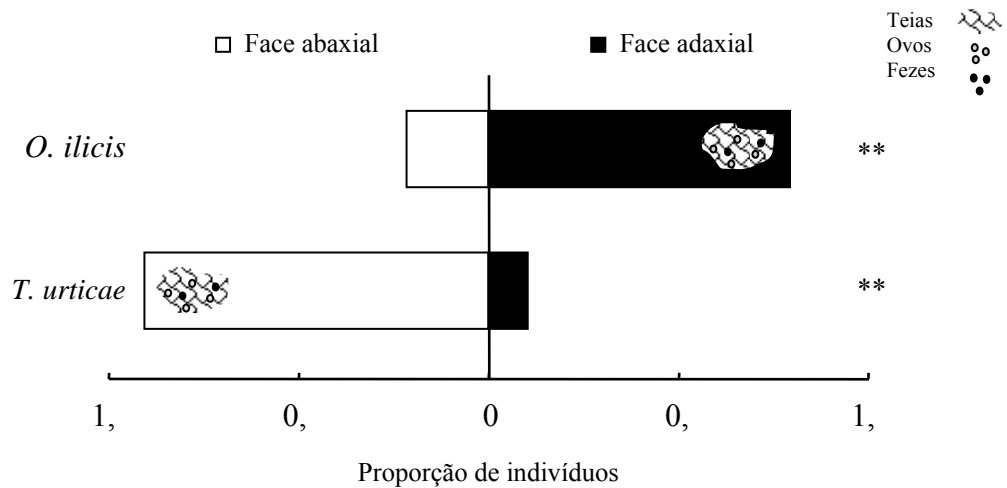 Face abaxial
Face adaxial
Teias
Ovos
Fezes
O. ilicis
**
T. urticae
**
1, 0, 0 0, 1,
Proporção de indivíduos